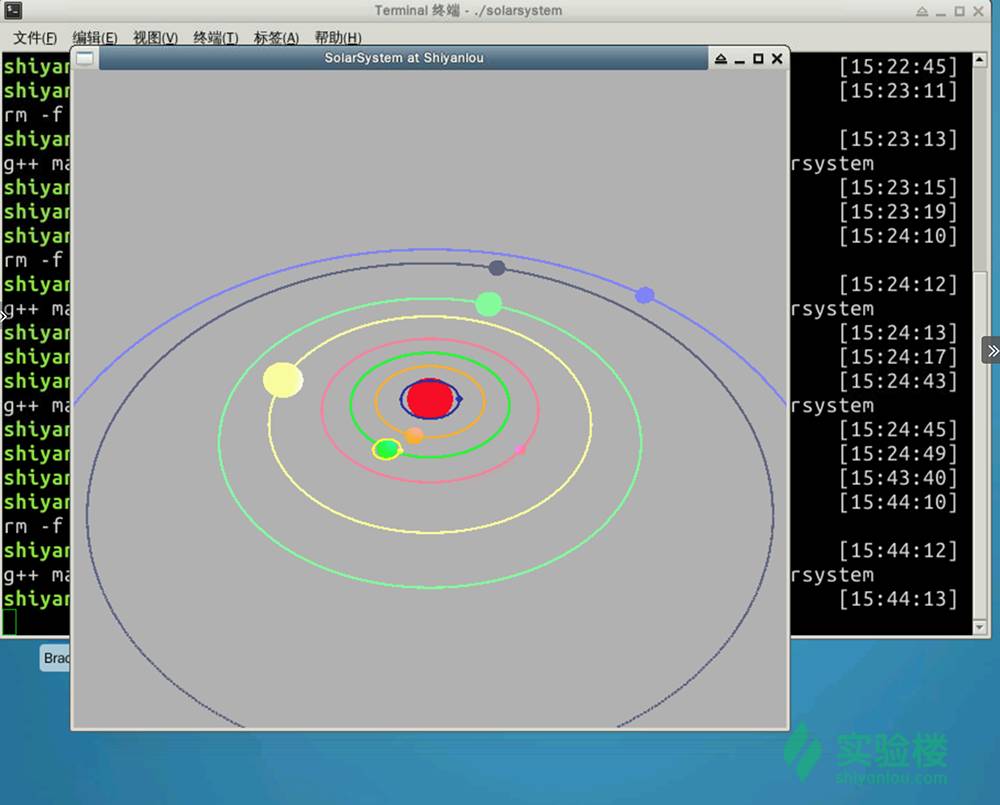 Terminal 终端 - ./solarsystem
文件(F) 编辑(E) 视图(V) 终端(T) 标签(A) 帮助(H)
SolarSystem at Shiyanlou
shiyan [15:22:45]
shiyan [15:23:11]
rm -f
shiyan [15:23:13]
g++ ma rsystem
shiyan [15:23:15]
shiyan [15:23:19]
shiyan [15:24:10]
rm -f
shiyan [15:24:12]
g++ ma rsystem
shiyan [15:24:13]
shiyan [15:24:17]
shiyan [15:24:43]
g++ ma rsystem
shiyan [15:24:45]
shiyan [15:24:49]
shiyan [15:43:40]
shiyan [15:44:10]
rm -f
shiyan [15:44:12]
g++ ma rsystem
shiyan [15:44:13]
Brac
实验楼
shiyanlou.com